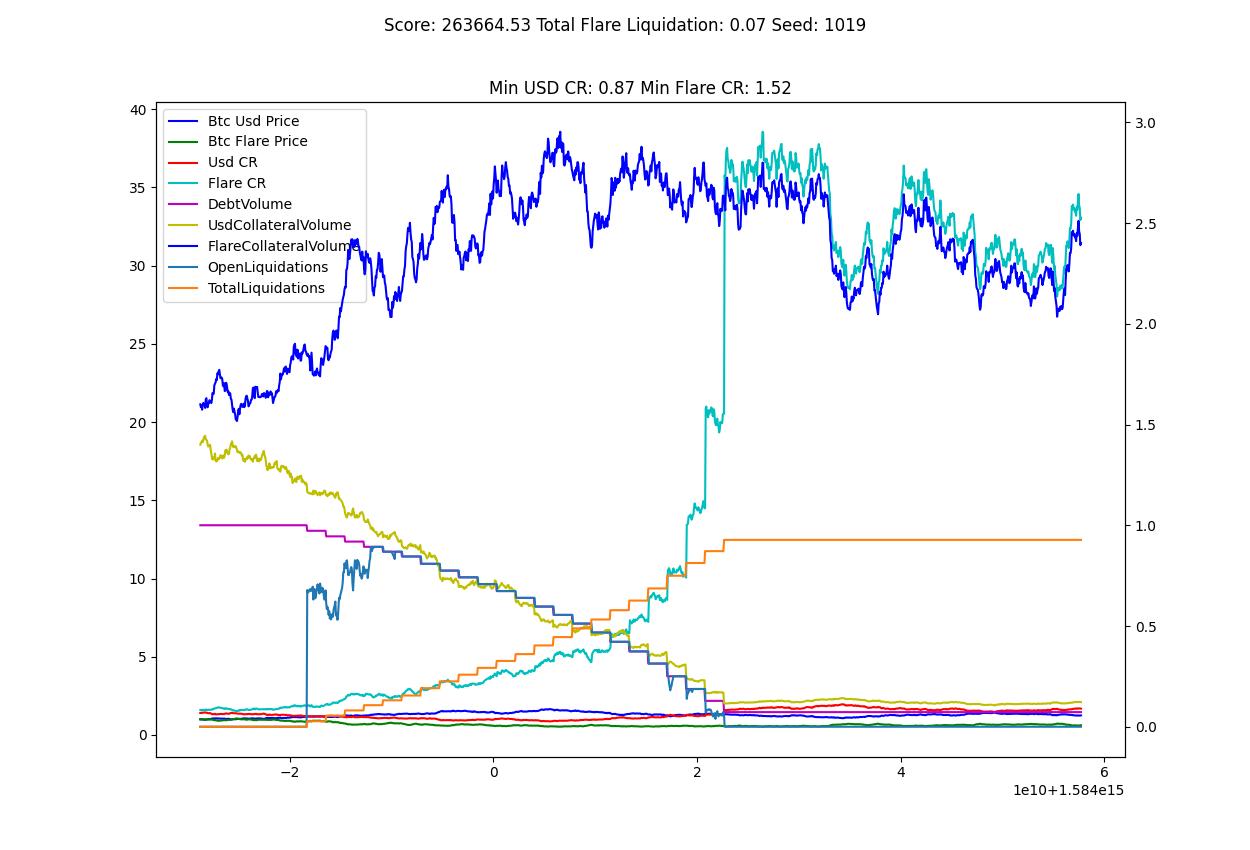 Score: 263664.53 Total Flare Liquidation: 0.07 Seed: 1019
Min USD CR: 0.87 Min Flare CR: 1.52
Btc Usd Price
Btc Flare Price
Usd CR
Flare CR
DebtVolume
UsdCollateralVolume
FlareCollateralVolume
OpenLiquidations
TotalLiquidations
40
35
30
25
20
15
10
5
0
3.0
2.5
2.0
1.5
1.0
0.5
0.0
−2 0 2 4 6
1e10+1.584e15